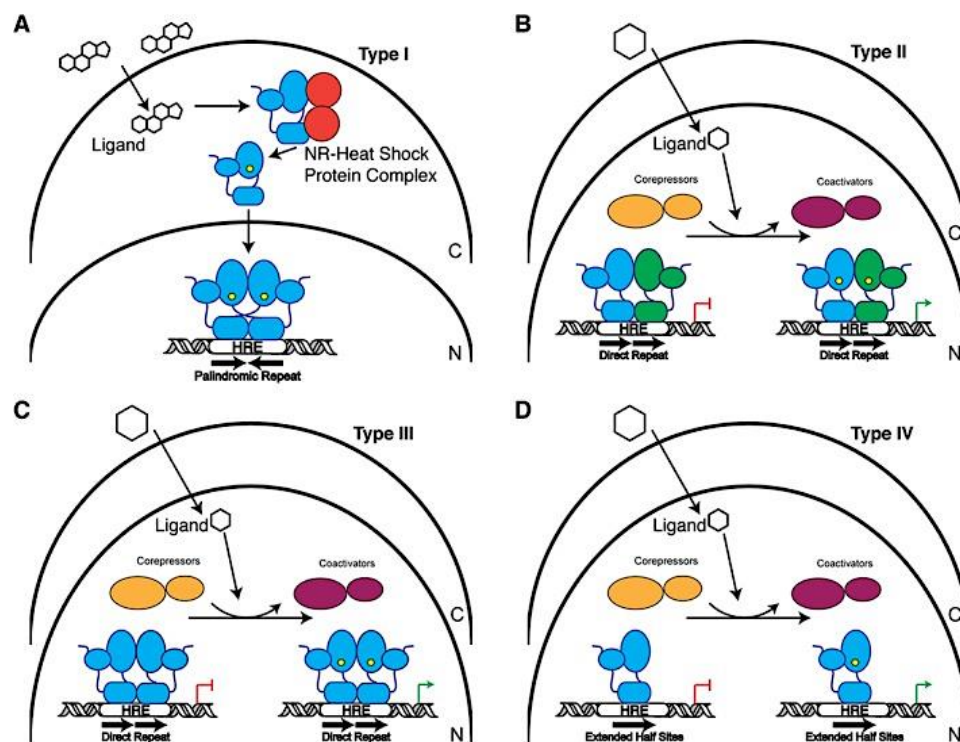 A
Type I
Ligand
NR-Heat Shock
Protein Complex
C
HRE
N
Palindromic Repeat
B
Type II
Ligand
Corepressors
Coactivators
C
HRE
HRE
Direct Repeat
Direct Repeat
N
C
Type III
Ligand
Corepressors
Coactivators
C
HRE
HRE
Direct Repeat
Direct Repeat
N
D
Type IV
Ligand
Corepressors
Coactivators
C
HRE
HRE
Extended Half Sites
Extended Half Sites
N